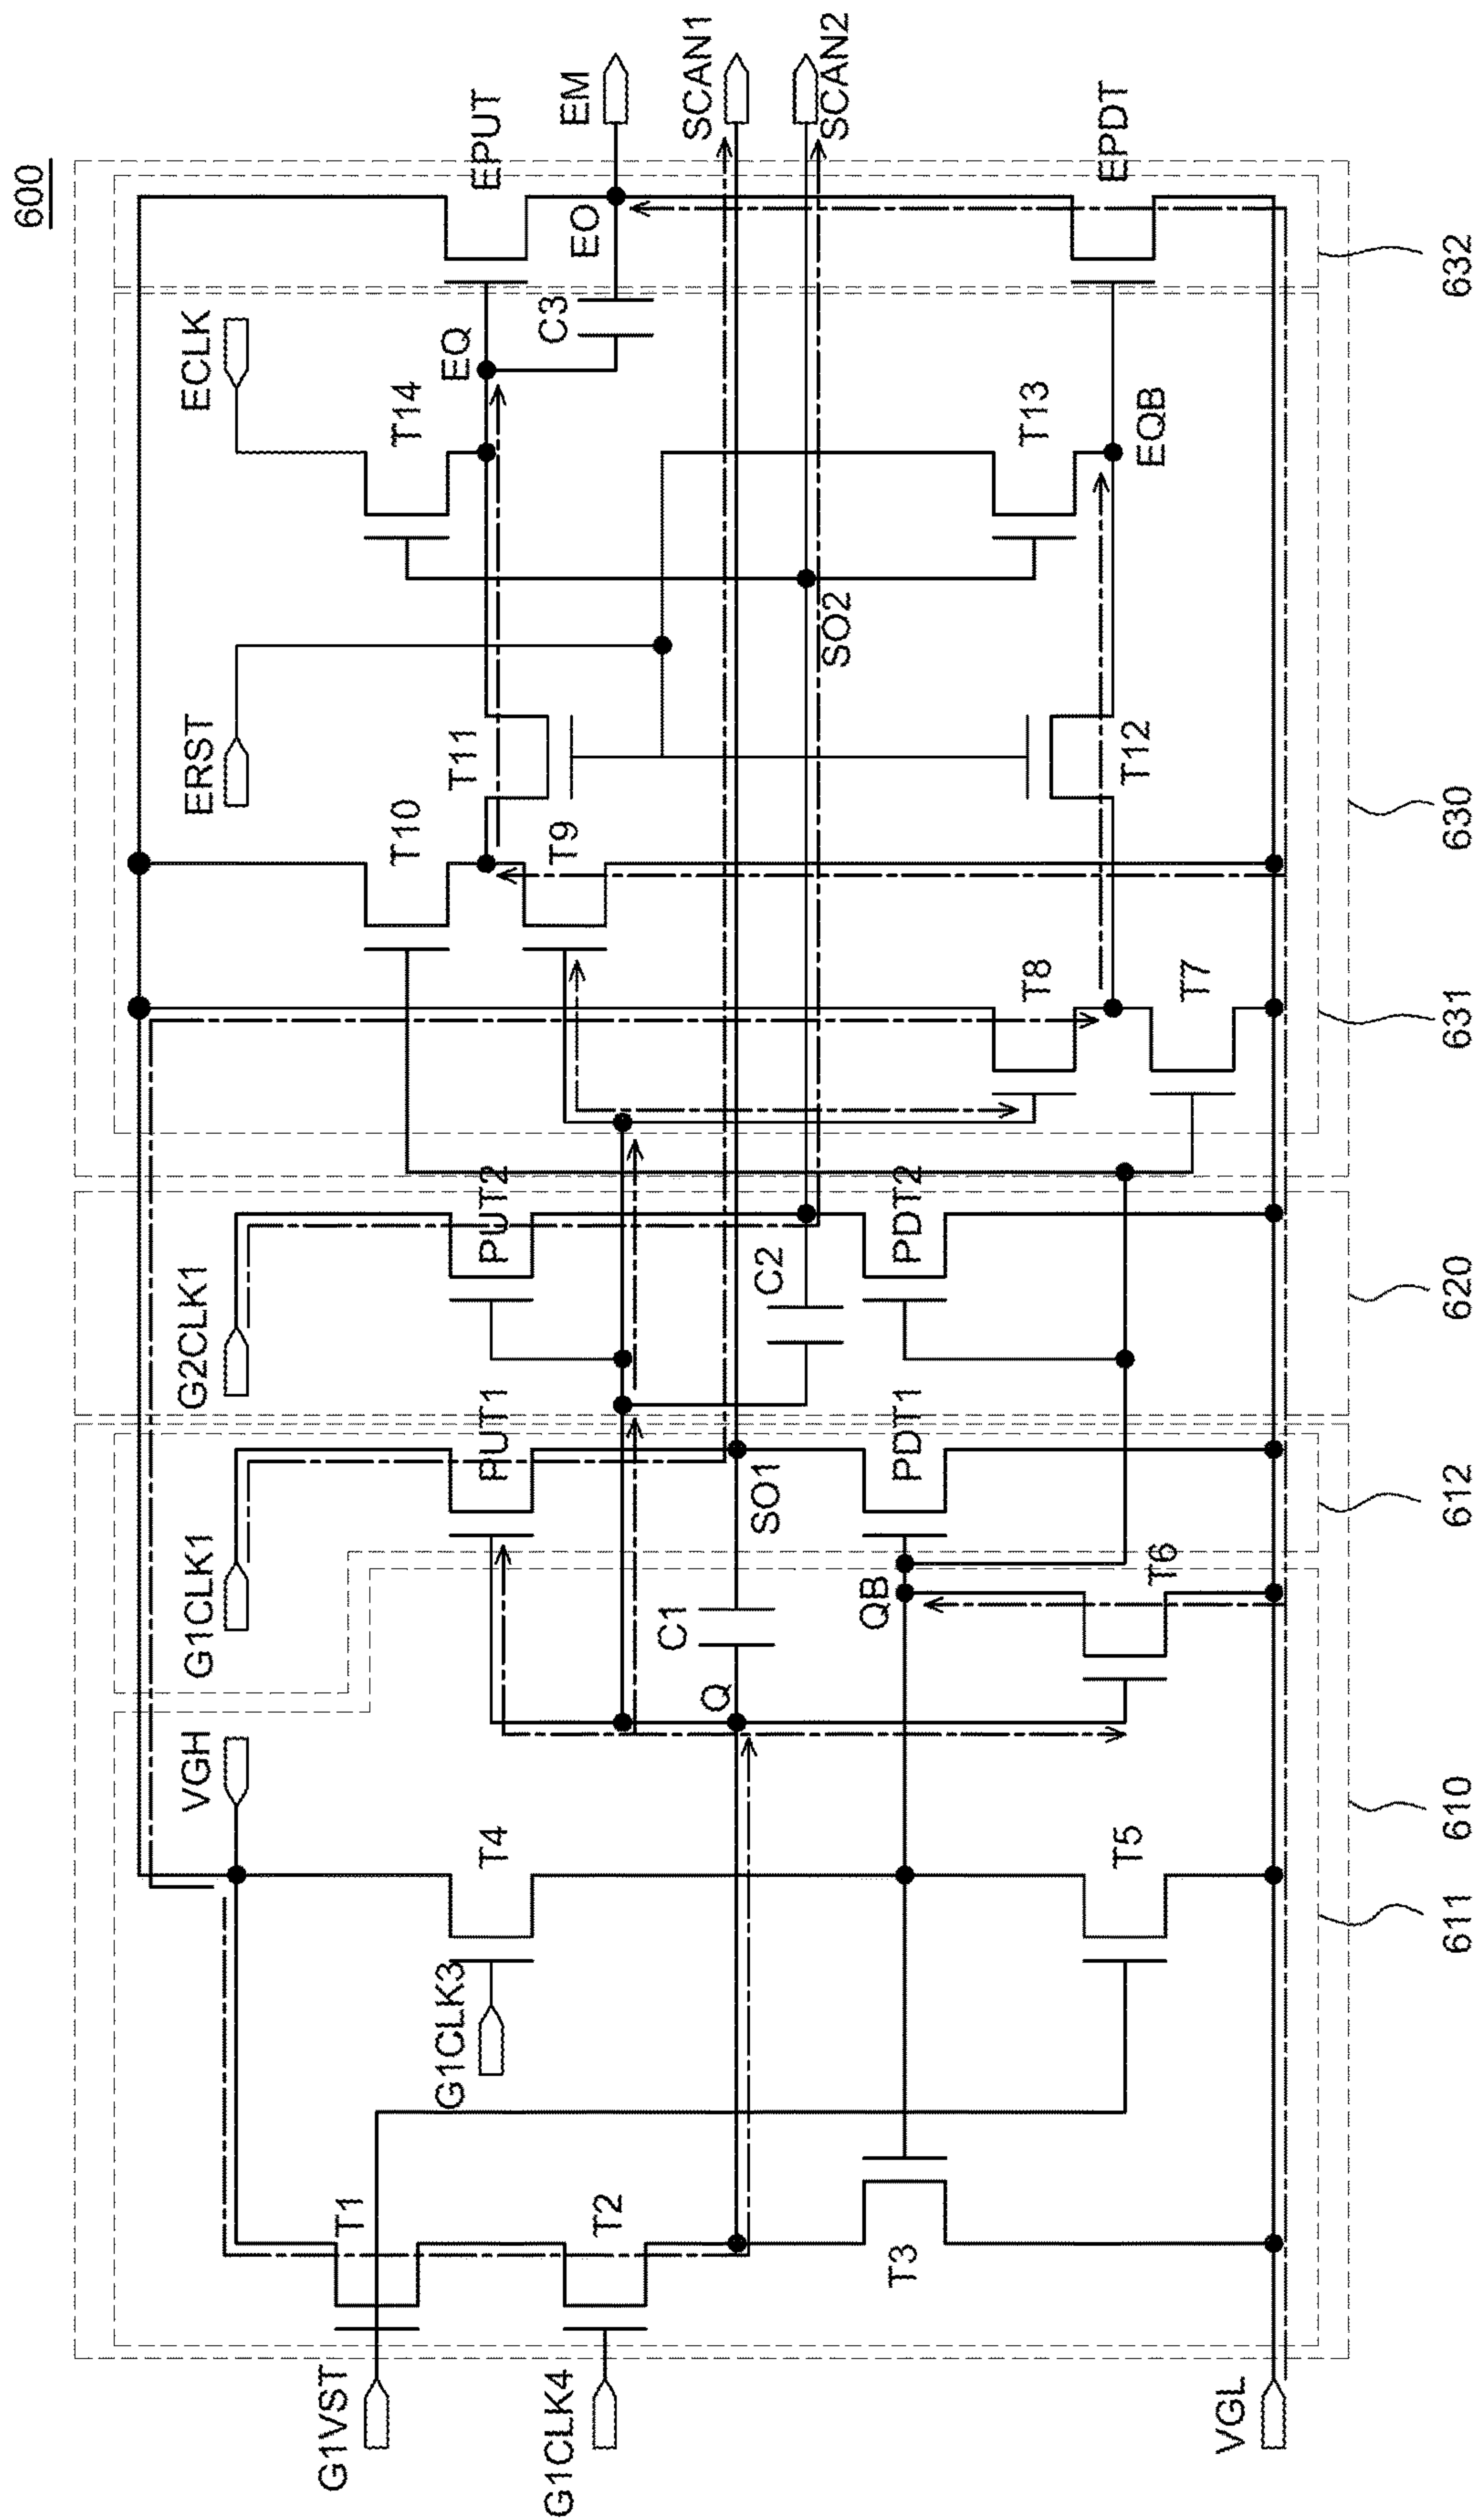 600
EM
SCAN1
SCAN2
EPUT
EPDT
EO
632
ECLK
C3
EQ
T14
T13
EQB
SO2
ERST
T11
T12
T10
T9
630
T8
T7
631
PUT2
PDT2
G2CLK1
C2
620
PUT1
PDT1
SO1
612
G1CLK1
C1
QB
T6
Q
VGH
610
T4
T5
611
G1CLK3
T1
T2
T3
G1VST
G1CLK4
VGL